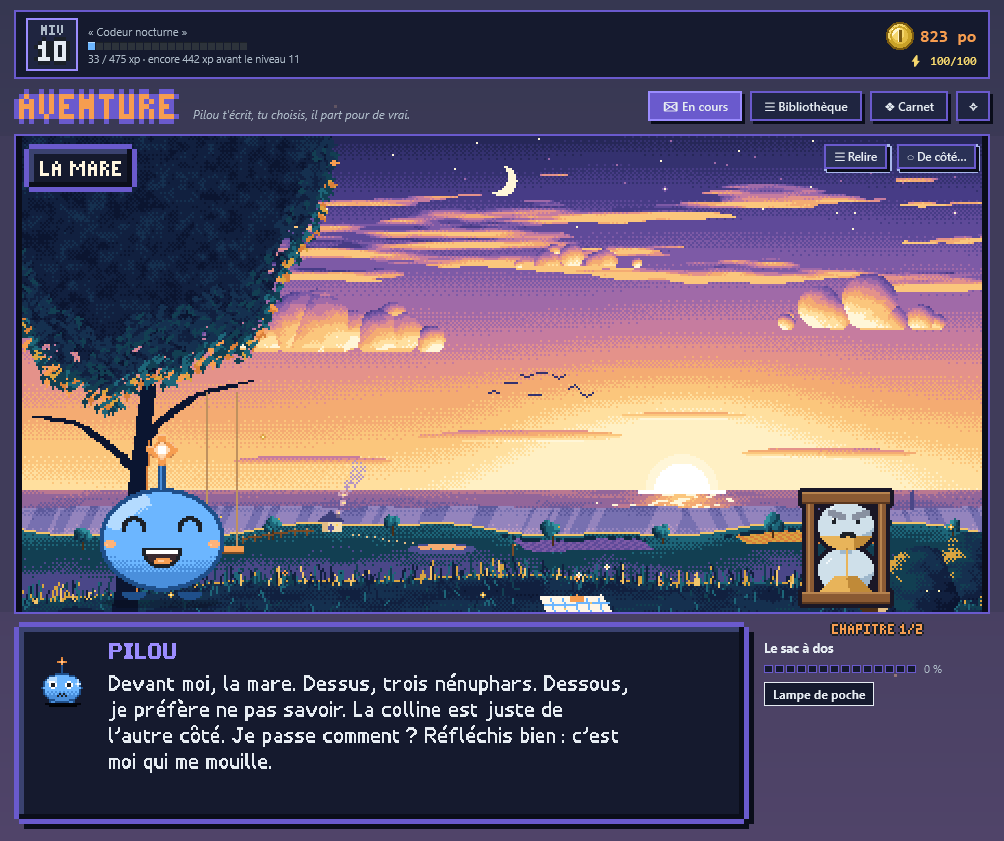 NIV
10
« Codeur nocturne »
33 / 475 xp · encore 442 xp avant le niveau 11
823 po
100/100
AVENTURE
Pilou t'écrit, tu choisis, il part pour de vrai.
En cours
Bibliothèque
Carnet
LA MARE
Relire
De côté…
PILOU
Devant moi, la mare. Dessus, trois nénuphars. Dessous,
je préfère ne pas savoir. La colline est juste de
l'autre côté. Je passe comment ? Réfléchis bien : c'est
moi qui me mouille.
CHAPITRE 1/2
Le sac à dos
0 %
Lampe de poche